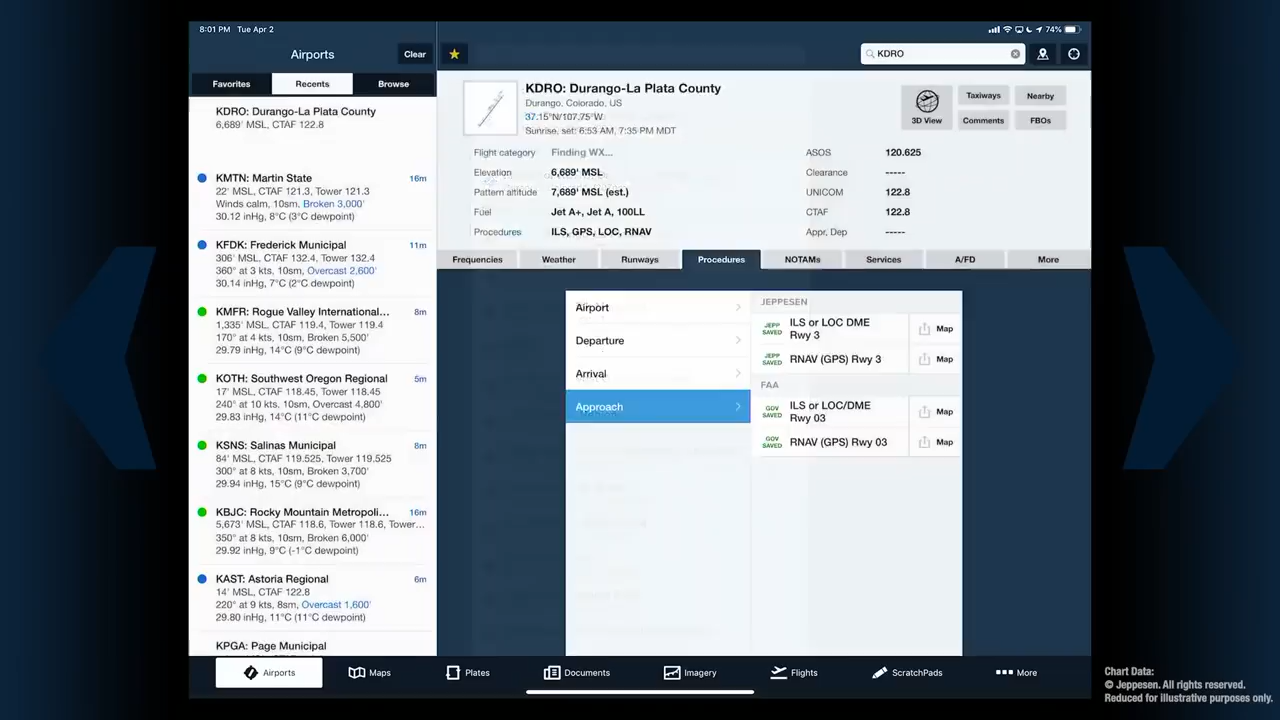 8:01 PM Tue Apr 2
74%
Airports
Clear
KDRO
Favorites
Recents
Browse
KDRO: Durango-La Plata County
6,689' MSL, CTAF 122.8
KMTN: Martin State
16m
22' MSL, CTAF 121.3, Tower 121.3
Winds calm, 10sm, Broken 3,000'
30.12 inHg, 8°C (3°C dewpoint)
KFDK: Frederick Municipal
11m
306' MSL, CTAF 132.4, Tower 132.4
360° at 3 kts, 10sm, Overcast 2,600'
30.14 inHg, 7°C (2°C dewpoint)
KMFR: Rogue Valley International...
8m
1,335' MSL, CTAF 119.4, Tower 119.4
170° at 4 kts, 10sm, Broken 5,500'
29.79 inHg, 14°C (9°C dewpoint)
KOTH: Southwest Oregon Regional
5m
17' MSL, CTAF 118.45, Tower 118.45
240° at 10 kts, 10sm, Overcast 4,800'
29.83 inHg, 14°C (11°C dewpoint)
KSNS: Salinas Municipal
8m
84' MSL, CTAF 119.525, Tower 119.525
300° at 8 kts, 10sm, Broken 3,700'
29.94 inHg, 15°C (9°C dewpoint)
KBJC: Rocky Mountain Metropoli...
16m
5,673' MSL, CTAF 118.6, Tower 118.6, Tower...
350° at 8 kts, 10sm, Broken 6,000'
29.92 inHg, 9°C (-1°C dewpoint)
KAST: Astoria Regional
6m
14' MSL, CTAF 122.8
220° at 9 kts, 8sm, Overcast 1,600'
29.80 inHg, 11°C (11°C dewpoint)
KPGA: Page Municipal
KDRO: Durango-La Plata County
Durango, Colorado, US
37.15°N/107.75°W
Sunrise, set: 6:53 AM, 7:35 PM MDT
3D View
Taxiways
Nearby
Comments
FBOs
Flight category Finding WX...
Elevation 6,689' MSL
Pattern altitude 7,689' MSL (est.)
Fuel Jet A+, Jet A, 100LL
Procedures ILS, GPS, LOC, RNAV
ASOS 120.625
Clearance -----
UNICOM 122.8
CTAF 122.8
Appr, Dep -----
Frequencies
Weather
Runways
Procedures
NOTAMs
Services
A/FD
More
Airport
Departure
Arrival
Approach
JEPPESEN
JEPP
SAVED
ILS or LOC DME
Rwy 3
Map
JEPP
SAVED
RNAV (GPS) Rwy 3
Map
FAA
GOV
SAVED
ILS or LOC/DME
Rwy 03
Map
GOV
SAVED
RNAV (GPS) Rwy 03
Map
Airports
Maps
Plates
Documents
Imagery
Flights
ScratchPads
More
Chart Data:
© Jeppesen. All rights reserved.
Reduced for illustrative purposes only.